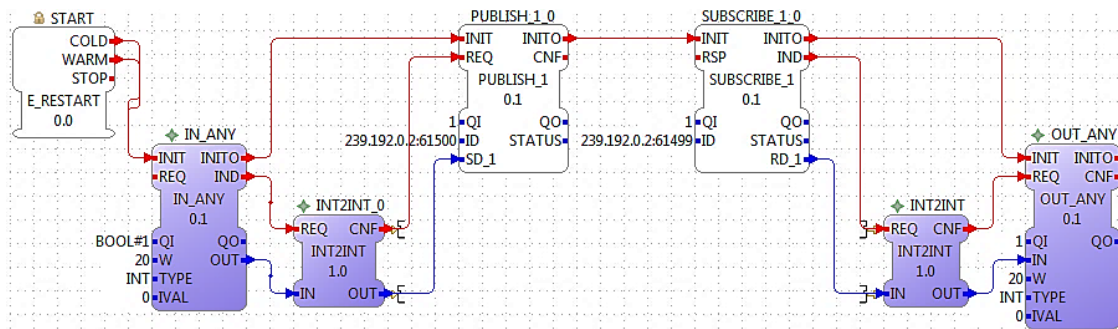 START
COLD
WARM
STOP
E_RESTART
0.0
IN_ANY
INIT INITO
REQ IND
IN_ANY
0.1
BOOL#1 QI QO
20 W OUT
INT TYPE
0 IVAL
INT2INT_0
REQ CNF
INT2INT
1.0
IN OUT
PUBLISH_1_0
INIT INITO
REQ CNF
PUBLISH_1
0.1
1 QI QO
239.192.0.2:61500 ID STATUS
SD_1
SUBSCRIBE_1_0
INIT INITO
RSP IND
SUBSCRIBE_1
0.1
1 QI QO
239.192.0.2:61499 ID STATUS
RD_1
INT2INT
REQ CNF
INT2INT
1.0
IN OUT
OUT_ANY
INIT INITO
REQ CNF
OUT_ANY
0.1
1 QI QO
IN
20 W
INT TYPE
0 IVAL